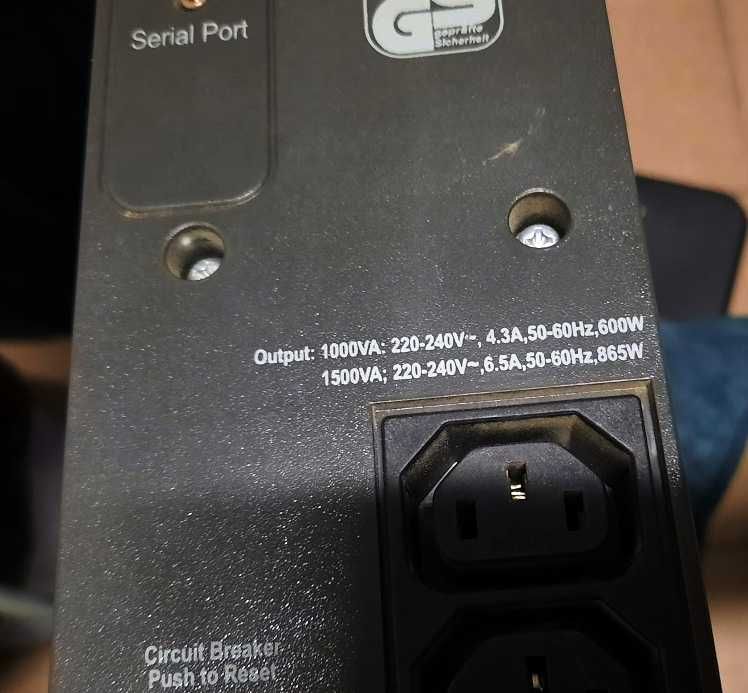 Serial Port
GS
geprüfte
Sicherheit
Output: 1000VA: 220-240V~, 4.3A,50-60Hz,600W
1500VA; 220-240V~,6.5A,50-60Hz,865W
Circuit Breaker
Push to Reset